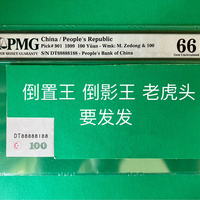 PMG
China / People's Republic
Pick# 901 1999 100 Yüan - Wmk: M. Zedong & 100
S/N DT88888188 - People's Bank of China
66
倒置王 倒影王 老虎头
要发发
DT88888188
100